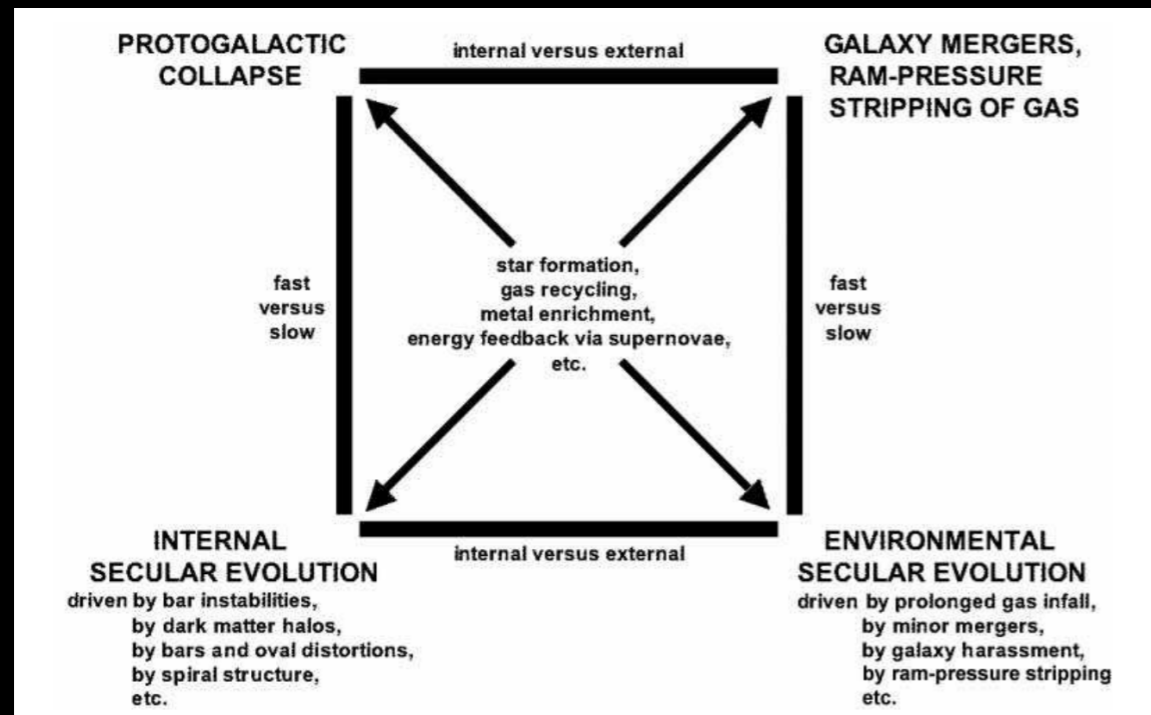 PROTOGALACTIC
COLLAPSE
internal versus external
GALAXY MERGERS,
RAM-PRESSURE
STRIPPING OF GAS
fast
versus
slow
star formation,
gas recycling,
metal enrichment,
energy feedback via supernovae,
etc.
fast
versus
slow
INTERNAL
SECULAR EVOLUTION
driven by bar instabilities,
by dark matter halos,
by bars and oval distortions,
by spiral structure,
etc.
internal versus external
ENVIRONMENTAL
SECULAR EVOLUTION
driven by prolonged gas infall,
by minor mergers,
by galaxy harassment,
by ram-pressure stripping
etc.